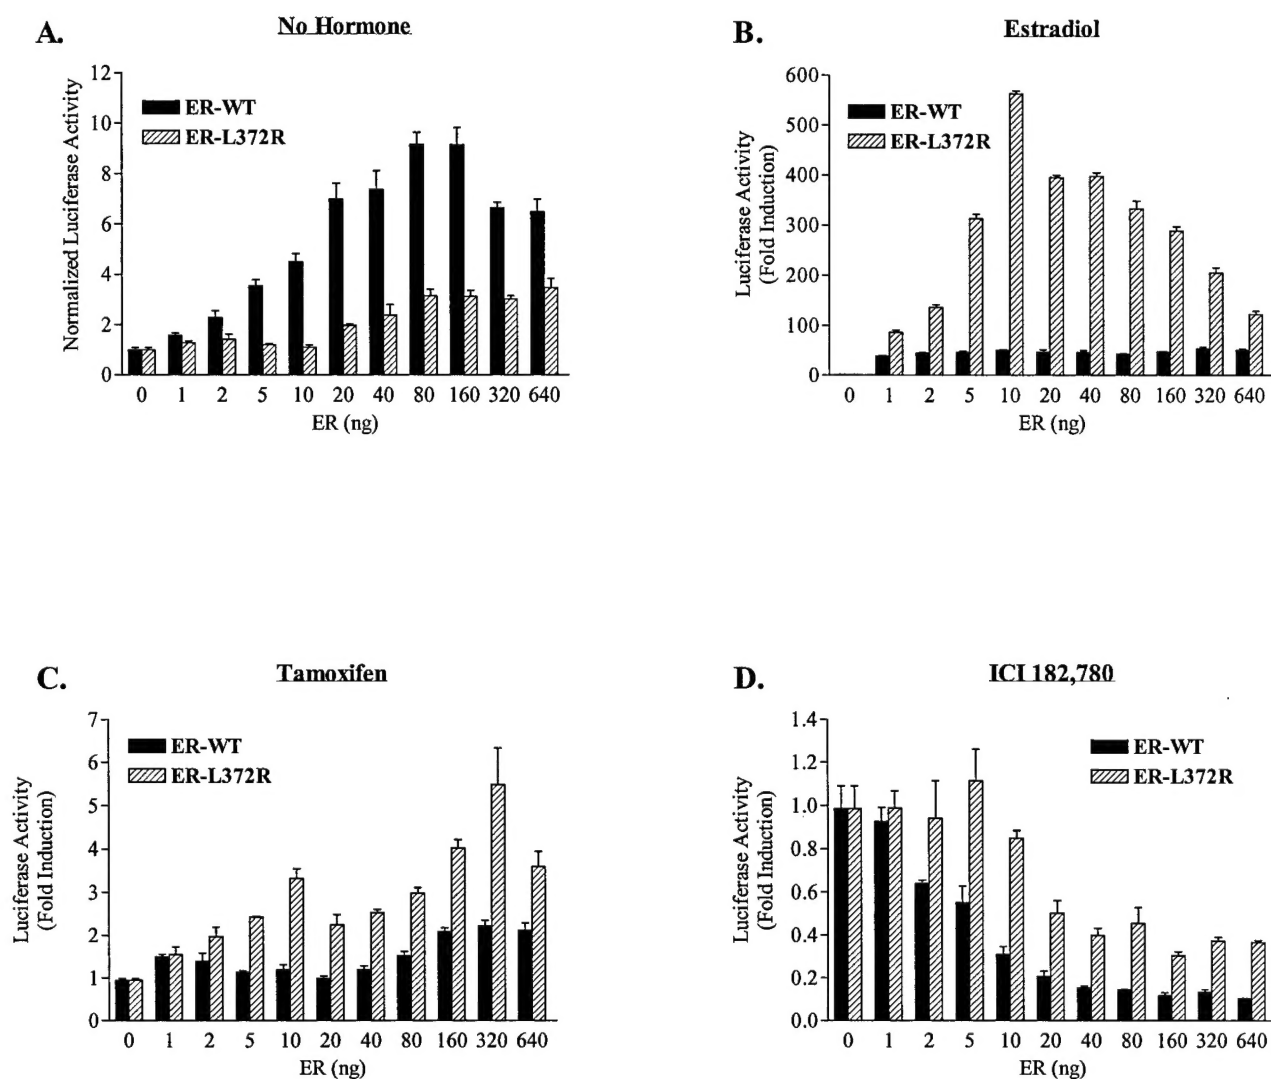 A.
No Hormone
Normalized Luciferase Activity
12
10
8
6
4
2
0
ER-WT
ER-L372R
0 1 2 5 10 20 40 80 160 320 640
ER (ng)
B.
Estradiol
Luciferase Activity
(Fold Induction)
600
500
400
300
200
100
0
ER-WT
ER-L372R
0 1 2 5 10 20 40 80 160 320 640
ER (ng)
C.
Tamoxifen
Luciferase Activity
(Fold Induction)
7
6
5
4
3
2
1
0
ER-WT
ER-L372R
0 1 2 5 10 20 40 80 160 320 640
ER (ng)
D.
ICI 182,780
Luciferase Activity
(Fold Induction)
1.4
1.2
1.0
0.8
0.6
0.4
0.2
0.0
ER-WT
ER-L372R
0 1 2 5 10 20 40 80 160 320 640
ER (ng)